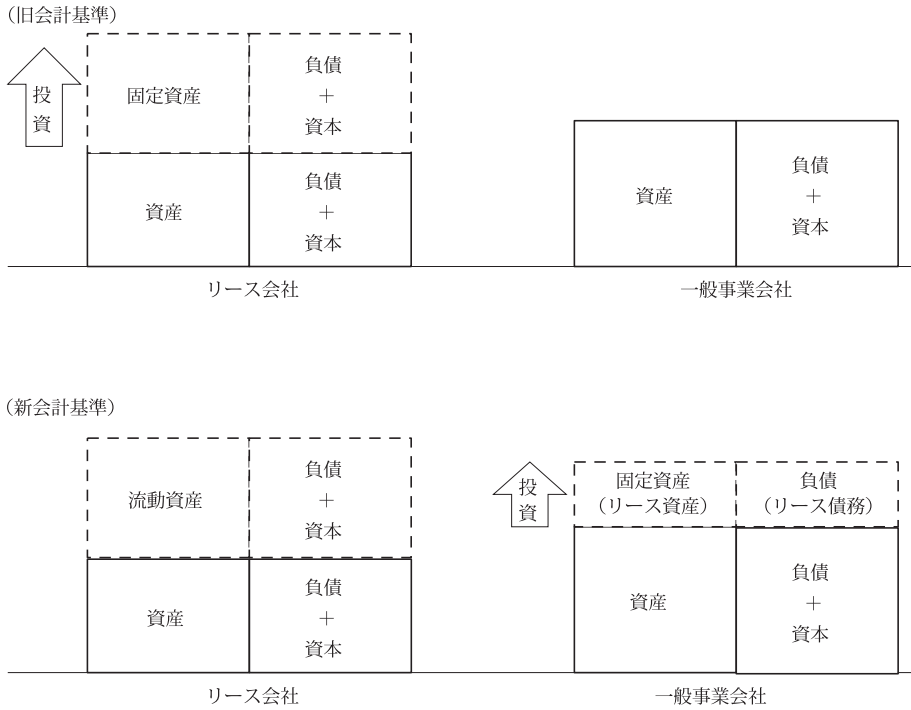 （旧会計基準）
投
資
固定資産
負債
＋
資本
資産
負債
＋
資本
リース会社
資産
負債
＋
資本
一般事業会社
（新会計基準）
流動資産
負債
＋
資本
資産
負債
＋
資本
リース会社
投
資
固定資産
（リース資産）
負債
（リース債務）
資産
負債
＋
資本
一般事業会社